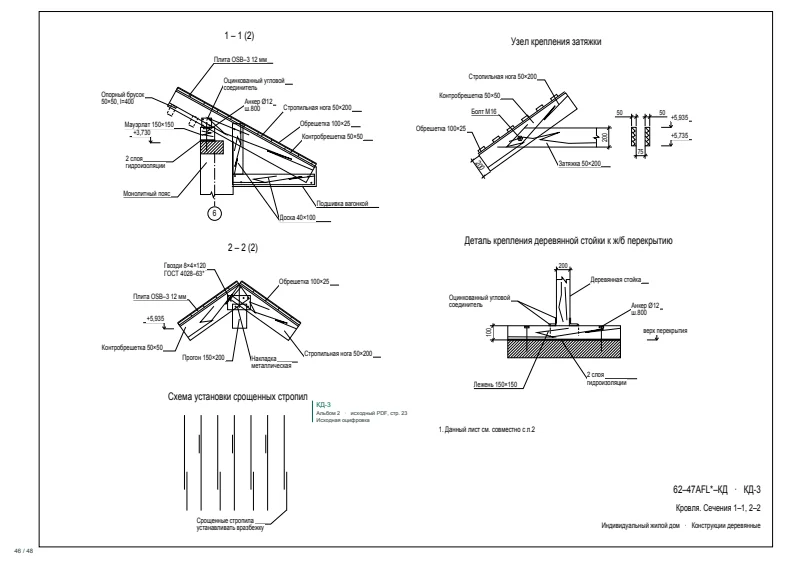 1 – 1 (2)
Плита OSB–3 12 мм
Оцинкованный угловой
соединитель
Опорный брусок
50×50, l=400
Анкер Ø12
ш.800
Стропильная нога 50×200
Мауэрлат 150×150
+3,730
Обрешетка 100×25
Контробрешетка 50×50
2 слоя
гидроизоляции
Монолитный пояс
Подшивка вагонкой
6
Доска 40×100
Узел крепления затяжки
Стропильная нога 50×200
Контробрешетка 50×50
Болт М16
Обрешетка 100×25
200
200
Затяжка 50×200
50
50
+5,935
+5,735
75
2 – 2 (2)
Гвозди 8×4×120
ГОСТ 4028–63*
Обрешетка 100×25
Плита OSB–3 12 мм
+5,935
Контробрешетка 50×50
Прогон 150×200
Накладка
металлическая
Стропильная нога 50×200
Деталь крепления деревянной стойки к ж/б перекрытию
200
Деревянная стойка
Оцинкованный угловой
соединитель
Анкер Ø12
ш.800
100
верх перекрытия
2 слоя
гидроизоляции
Лежень 150×150
Схема установки срощенных стропил
КД-3
Альбом 2 · исходный PDF, стр. 23
Исходная оцифровка
Срощенные стропила
устанавливать вразбежку
1. Данный лист см. совместно с л.2
62–47AFL*–КД · КД-3
Кровля. Сечения 1–1, 2–2
Индивидуальный жилой дом · Конструкции деревянные
46 / 48